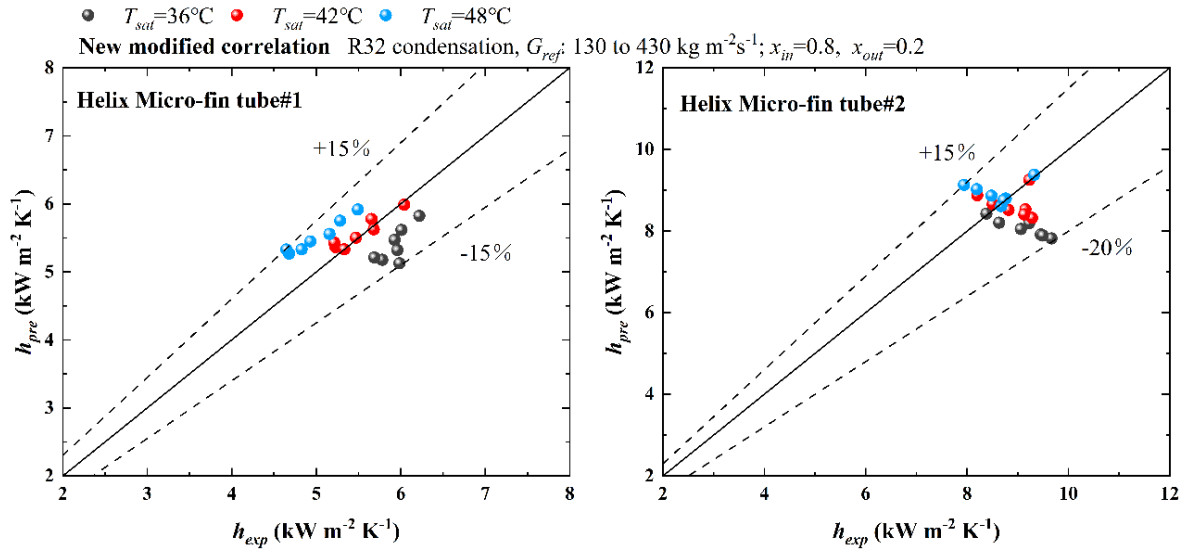 T_sat=36℃ T_sat=42℃ T_sat=48℃
New modified correlation R32 condensation, G_ref: 130 to 430 kg m⁻²s⁻¹; x_in=0.8, x_out=0.2
Helix Micro-fin tube#1
+15%
-15%
8
7
6
5
4
3
2
2 3 4 5 6 7 8
h_pre (kW m⁻² K⁻¹)
h_exp (kW m⁻² K⁻¹)
Helix Micro-fin tube#2
+15%
-20%
12
10
8
6
4
2
2 4 6 8 10 12
h_pre (kW m⁻² K⁻¹)
h_exp (kW m⁻² K⁻¹)